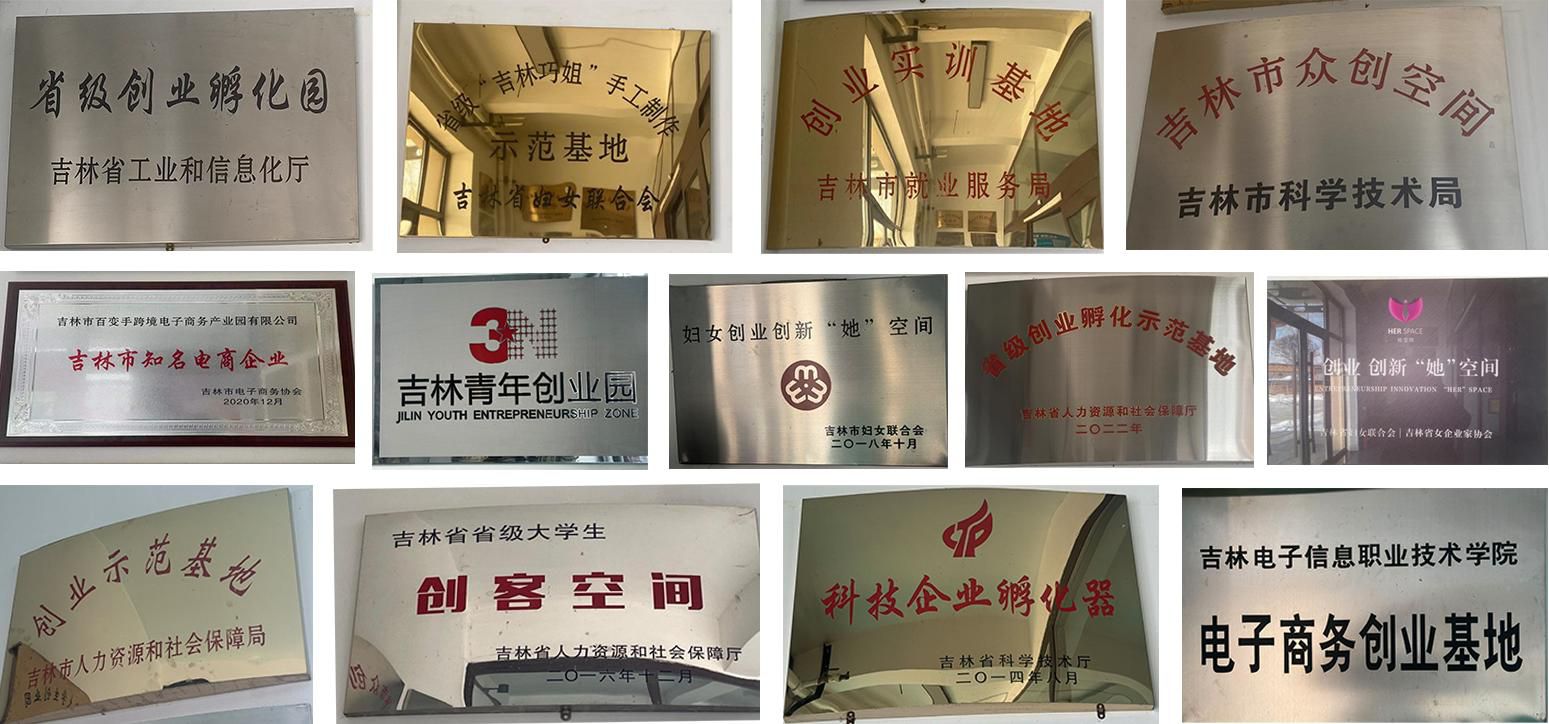 省级创业孵化园
吉林省工业和信息化厅
省级“吉林巧姐”手工制作
示范基地
吉林省妇女联合会
创业实训基地
吉林市就业服务局
吉林市众创空间
吉林市科学技术局
吉林市百变手跨境电子商务产业园有限公司
吉林市知名电商企业
吉林市电子商务协会
2020年12月
3N
吉林青年创业园
JILIN YOUTH ENTREPRENEURSHIP ZONE
妇女创业创新“她”空间
吉林市妇女联合会
二〇一八年十月
省级创业孵化示范基地
吉林省人力资源和社会保障厅
二〇二二年
HER SPACE
创业 创新“她”空间
ENTREPRENEURSHIP INNOVATION “HER” SPACE
吉林省妇女联合会 | 吉林省女企业家协会
创业示范基地
吉林市人力资源和社会保障局
吉林省省级大学生
创客空间
吉林省人力资源和社会保障厅
二〇一六年十二月
科技企业孵化器
吉林省科学技术厅
二〇一四年八月
吉林电子信息职业技术学院
电子商务创业基地